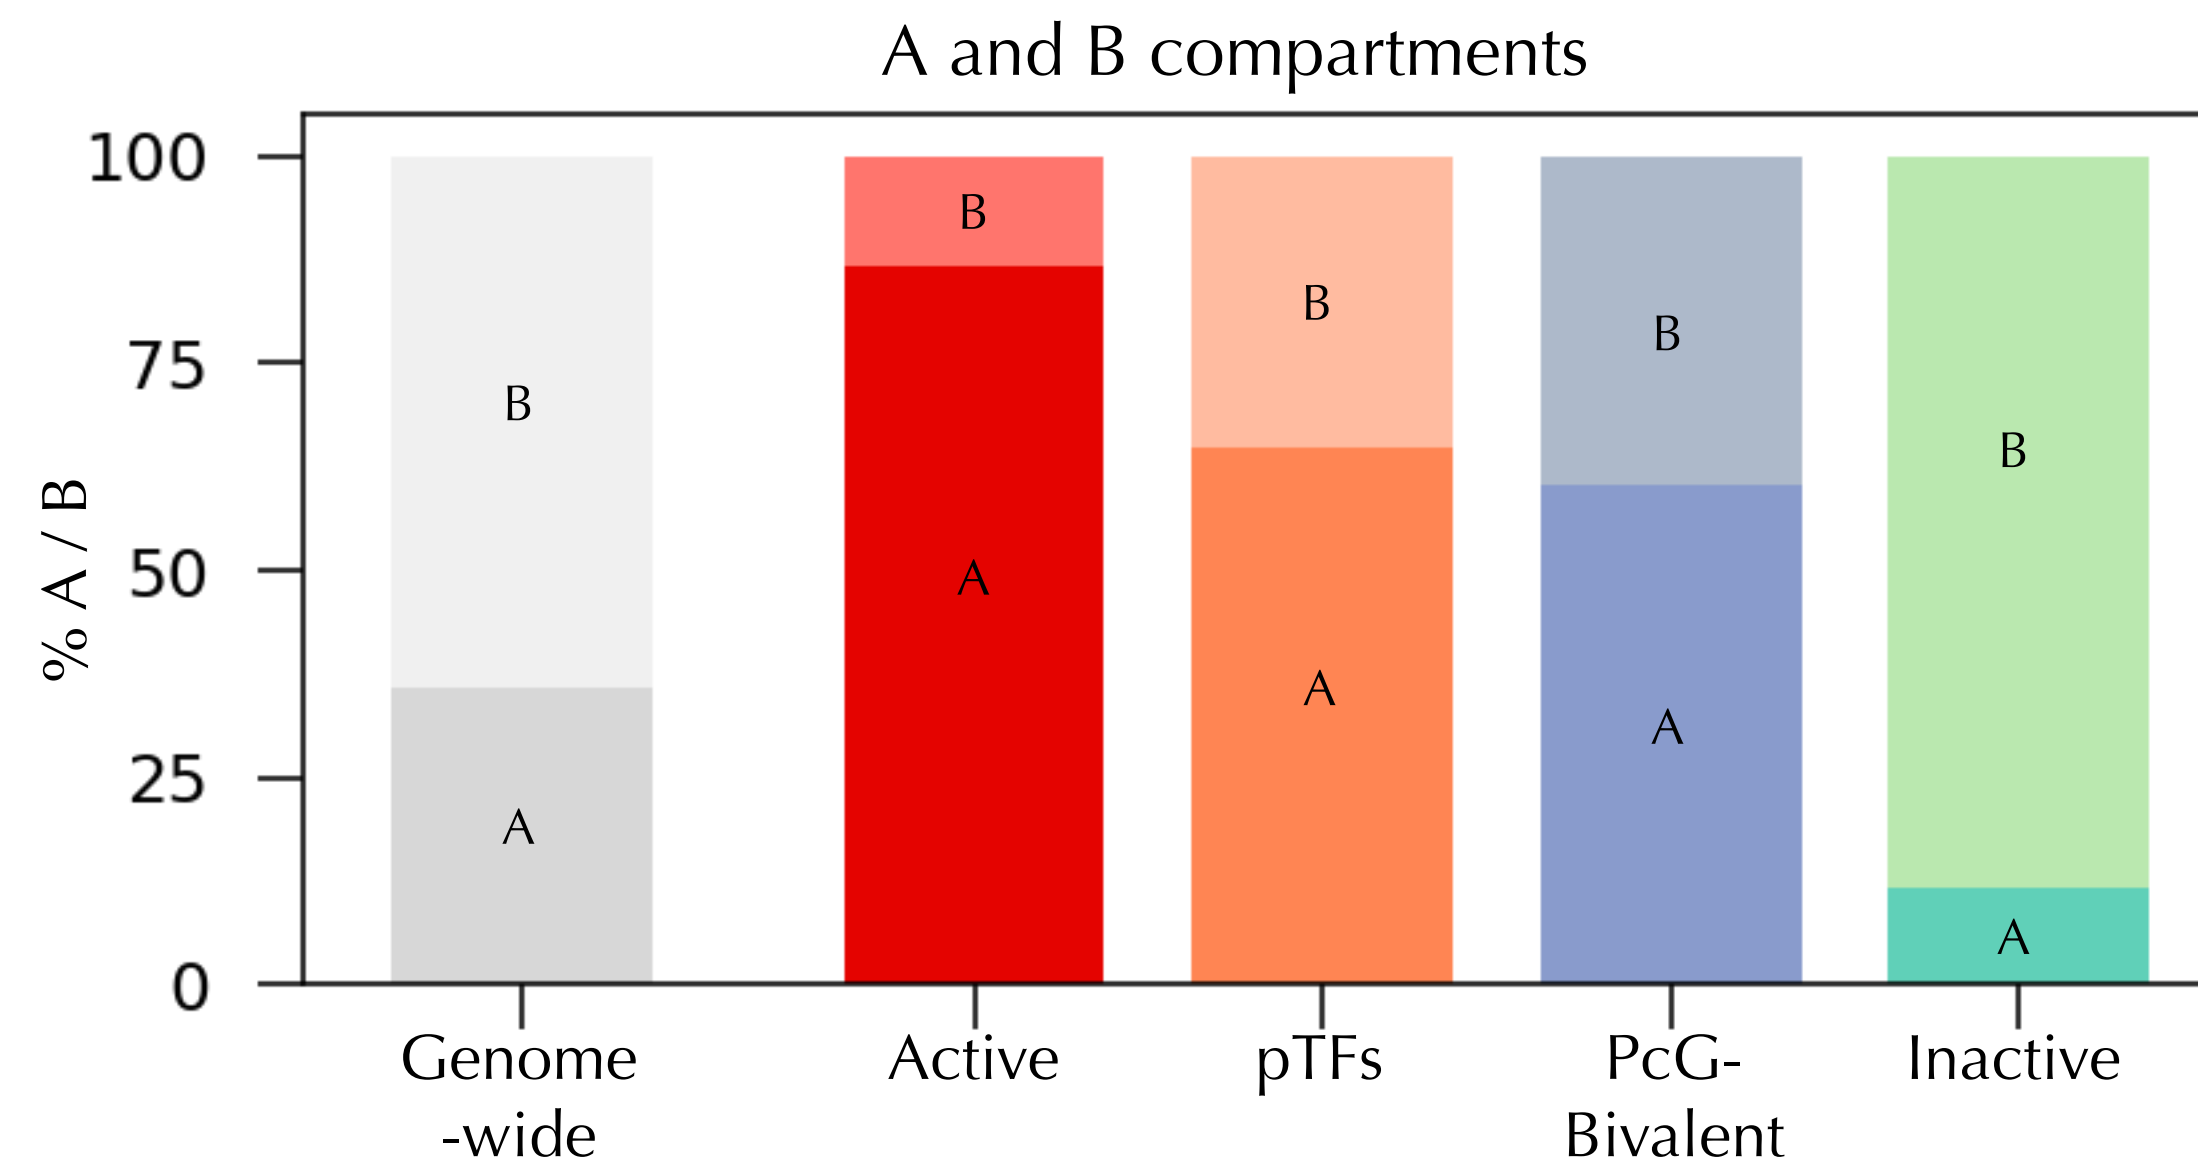 A and B compartments
% A / B
100
75
50
25
0
B
A
B
A
B
A
B
A
B
A
Genome
-wide
Active
pTFs
PcG-
Bivalent
Inactive